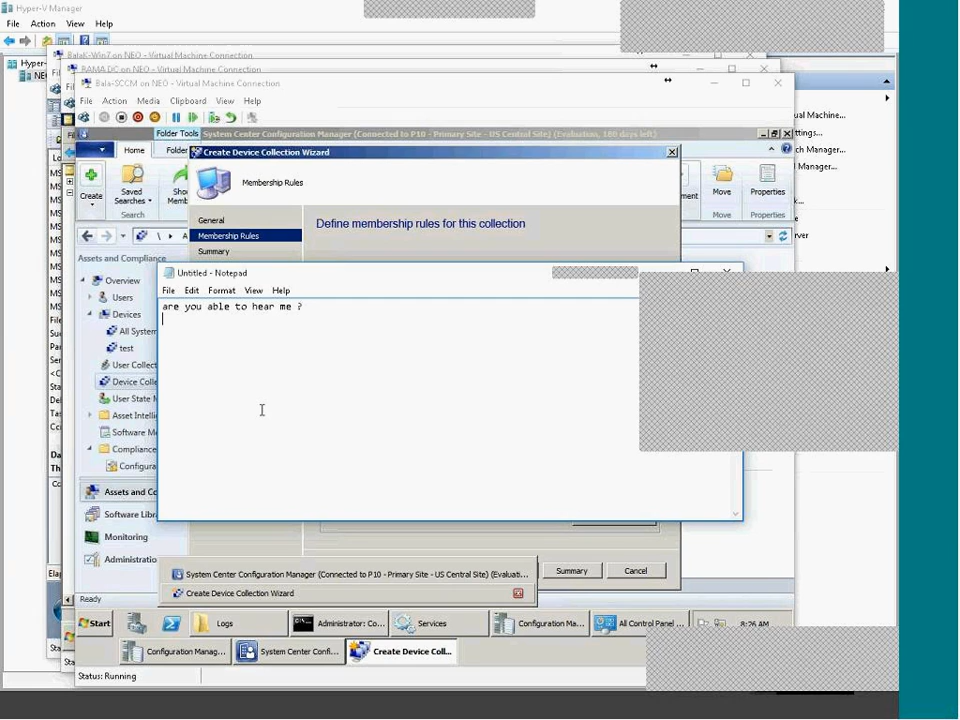 Hyper-V Manager
File Action View Help
BalaK-Win7 on NEO - Virtual Machine Connection
RAMA DC on NEO - Virtual Machine Connection
Bala-SCCM on NEO - Virtual Machine Connection
File Action Media Clipboard View Help
Folder Tools System Center Configuration Manager (Connected to P10 - Primary Site - US Central Site) (Evaluation, 180 days left)
Home Folder
Create Device Collection Wizard
Create
Saved Searches
Search
Move
Move
Properties
Properties
Membership Rules
General
Membership Rules
Summary
Define membership rules for this collection
Assets and Compliance
Overview
Users
Devices
All System
test
User Collect
Device Colle
User State M
Asset Intelli
Software Me
Compliance
Configura
Assets and Co
Software Libr
Monitoring
Administratio
Untitled - Notepad
File Edit Format View Help
are you able to hear me ?
ual Machine...
ttings...
ch Manager...
Manager...
erver
Summary Cancel
System Center Configuration Manager (Connected to P10 - Primary Site - US Central Site) (Evaluati...
Create Device Collection Wizard
Ready
Start Logs Administrator: Co... Services Configuration Ma... All Control Panel ... 8:26 AM
Configuration Manag... System Center Confi... Create Device Coll...
Status: Running